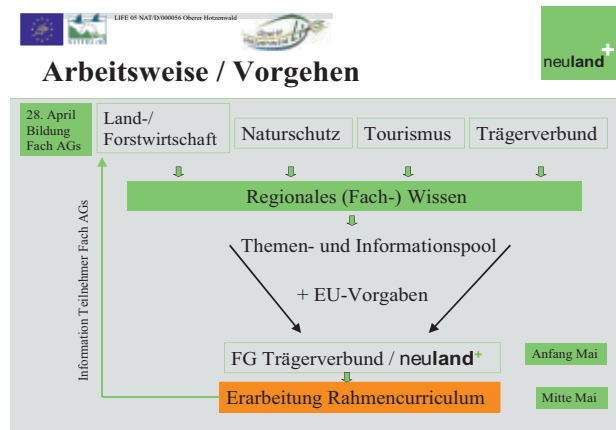 LIFE 05 NAT/D/000056 Oberer Hotzenwald
Arbeitsweise / Vorgehen
neuland+
28. April
Bildung
Fach AGs
Land-/
Forstwirtschaft
Naturschutz
Tourismus
Trägerverbund
Regionales (Fach-) Wissen
Themen- und Informationspool
+ EU-Vorgaben
Information Teilnehmer Fach AGs
FG Trägerverbund / neuland+
Anfang Mai
Erarbeitung Rahmencurriculum
Mitte Mai